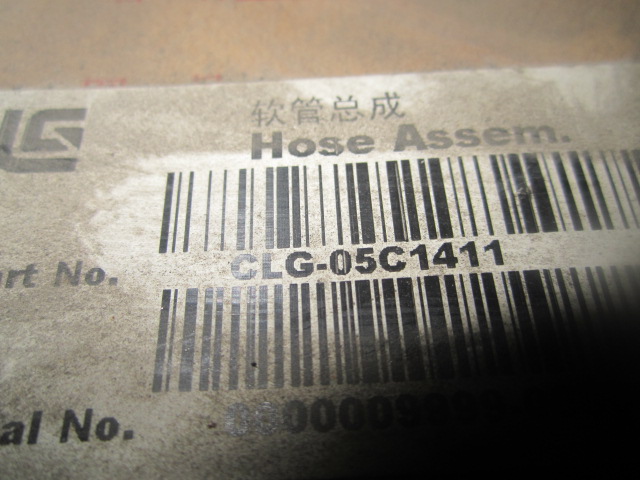 软管总成
Hose Assem.
art No. CLG-05C1411
al No.